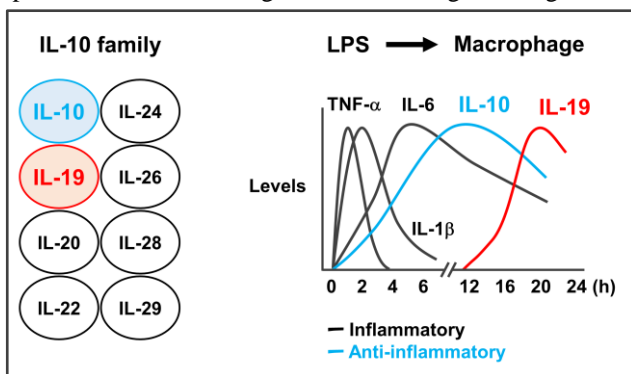 IL-10 family
IL-10 IL-24
IL-19 IL-26
IL-20 IL-28
IL-22 IL-29
LPS Macrophage
TNF-α IL-6 IL-10 IL-19
Levels
IL-1β
0 2 4 6 12 16 20 24 (h)
Inflammatory
Anti-inflammatory